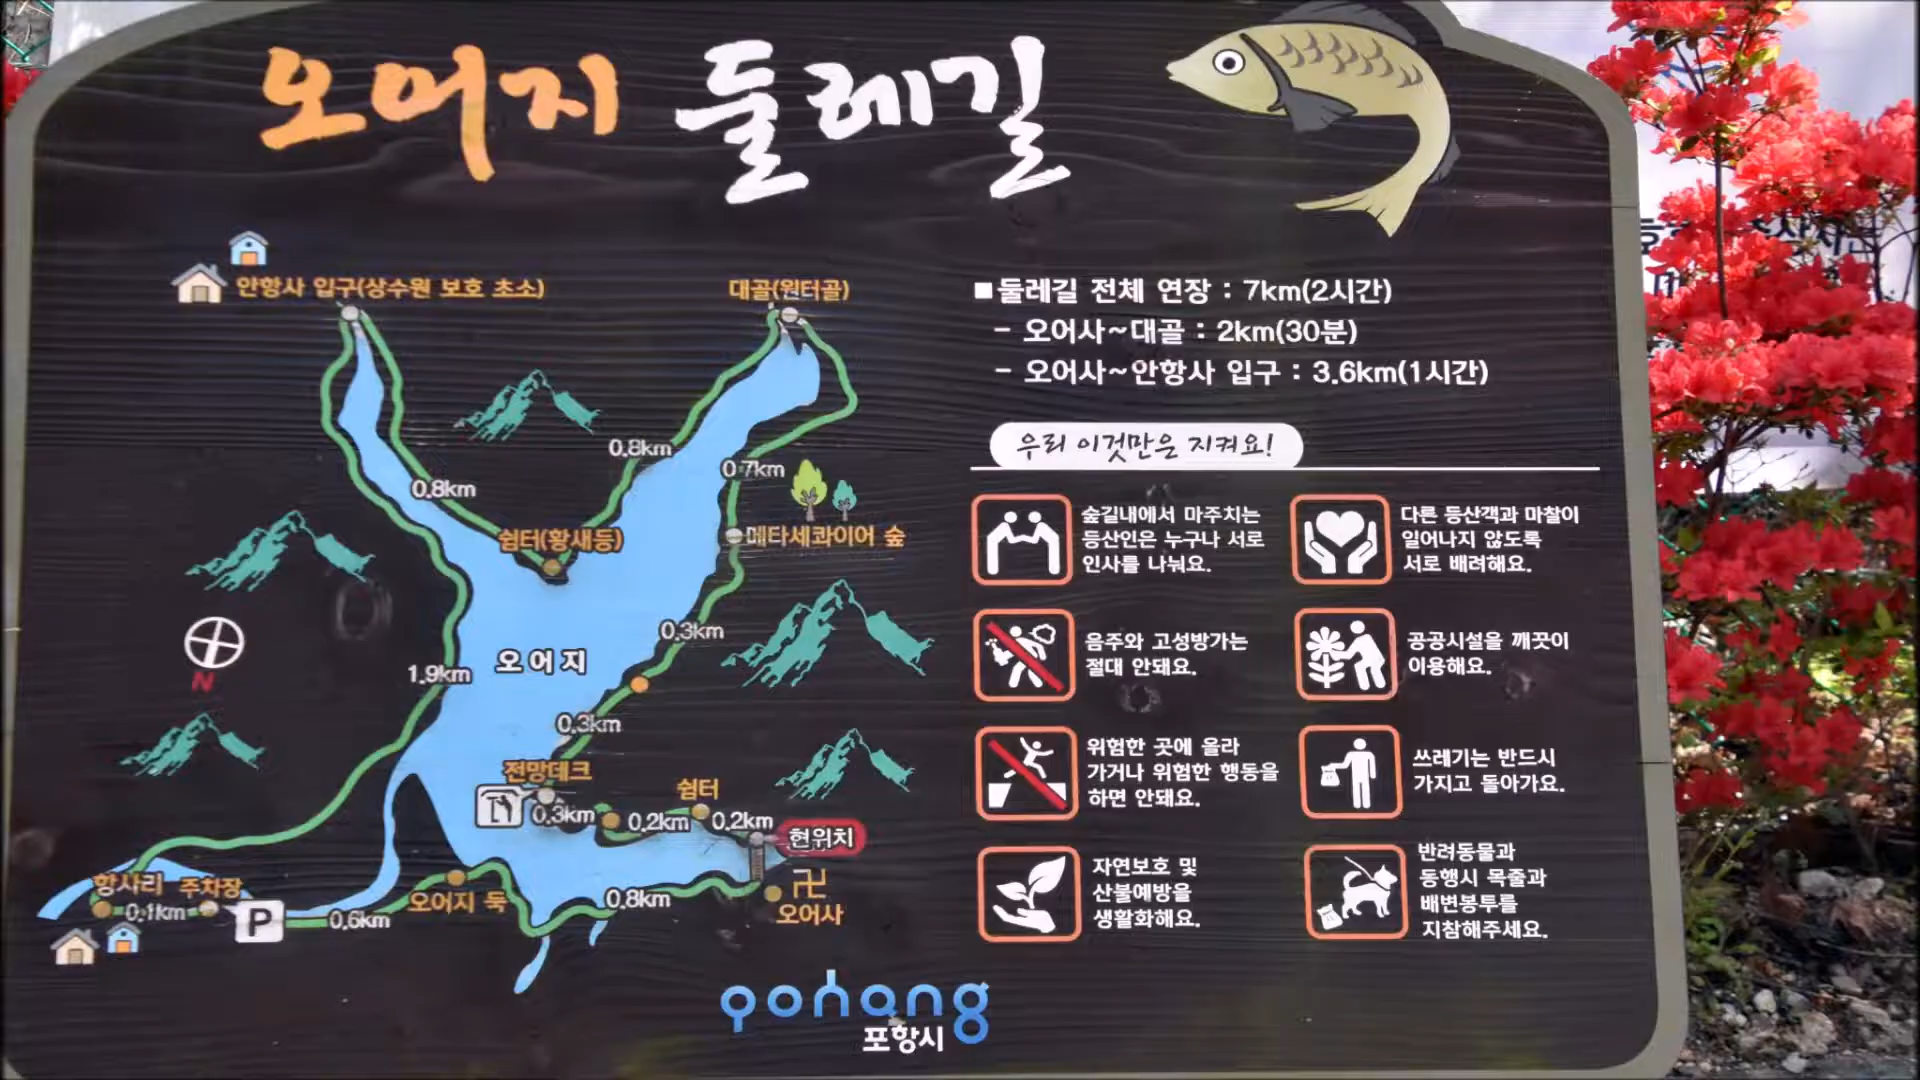 오어지 둘레길
안항사 입구(상수원 보호 초소)
대골(원터골)
0.8km
0.8km
0.7km
쉼터(황새등)
메타세콰이어 숲
0.3km
오어지
1.9km
N
0.3km
전망데크
쉼터
0.3km
0.2km
0.2km
현위치
항사리
주차장
0.1km
P
0.6km
오어지 둑
0.8km
卍
오어사
■둘레길 전체 연장 : 7km(2시간)
- 오어사~대골 : 2km(30분)
- 오어사~안항사 입구 : 3.6km(1시간)
우리 이것만은 지켜요!
숲길내에서 마주치는
등산인은 누구나 서로
인사를 나눠요.
다른 등산객과 마찰이
일어나지 않도록
서로 배려해요.
음주와 고성방가는
절대 안돼요.
공공시설을 깨끗이
이용해요.
위험한 곳에 올라
가거나 위험한 행동을
하면 안돼요.
쓰레기는 반드시
가지고 돌아가요.
자연보호 및
산불예방을
생활화해요.
반려동물과
동행시 목줄과
배변봉투를
지참해주세요.
pohang
포항시